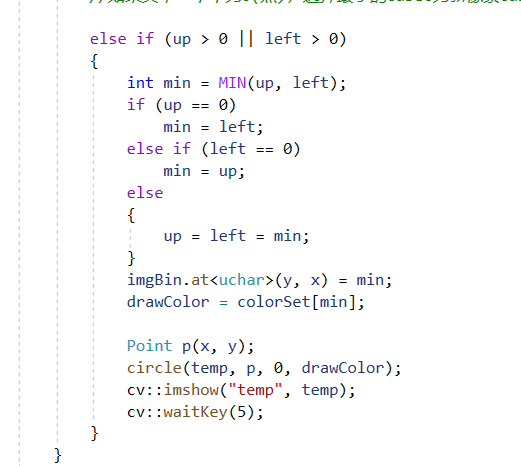 else if (up > 0 || left > 0)
{
int min = MIN(up, left);
if (up == 0)
min = left;
else if (left == 0)
min = up;
else
{
up = left = min;
}
imgBin.at<uchar>(y, x) = min;
drawColor = colorSet[min];
Point p(x, y);
circle(temp, p, 0, drawColor);
cv::imshow("temp", temp);
cv::waitKey(5);
}
}